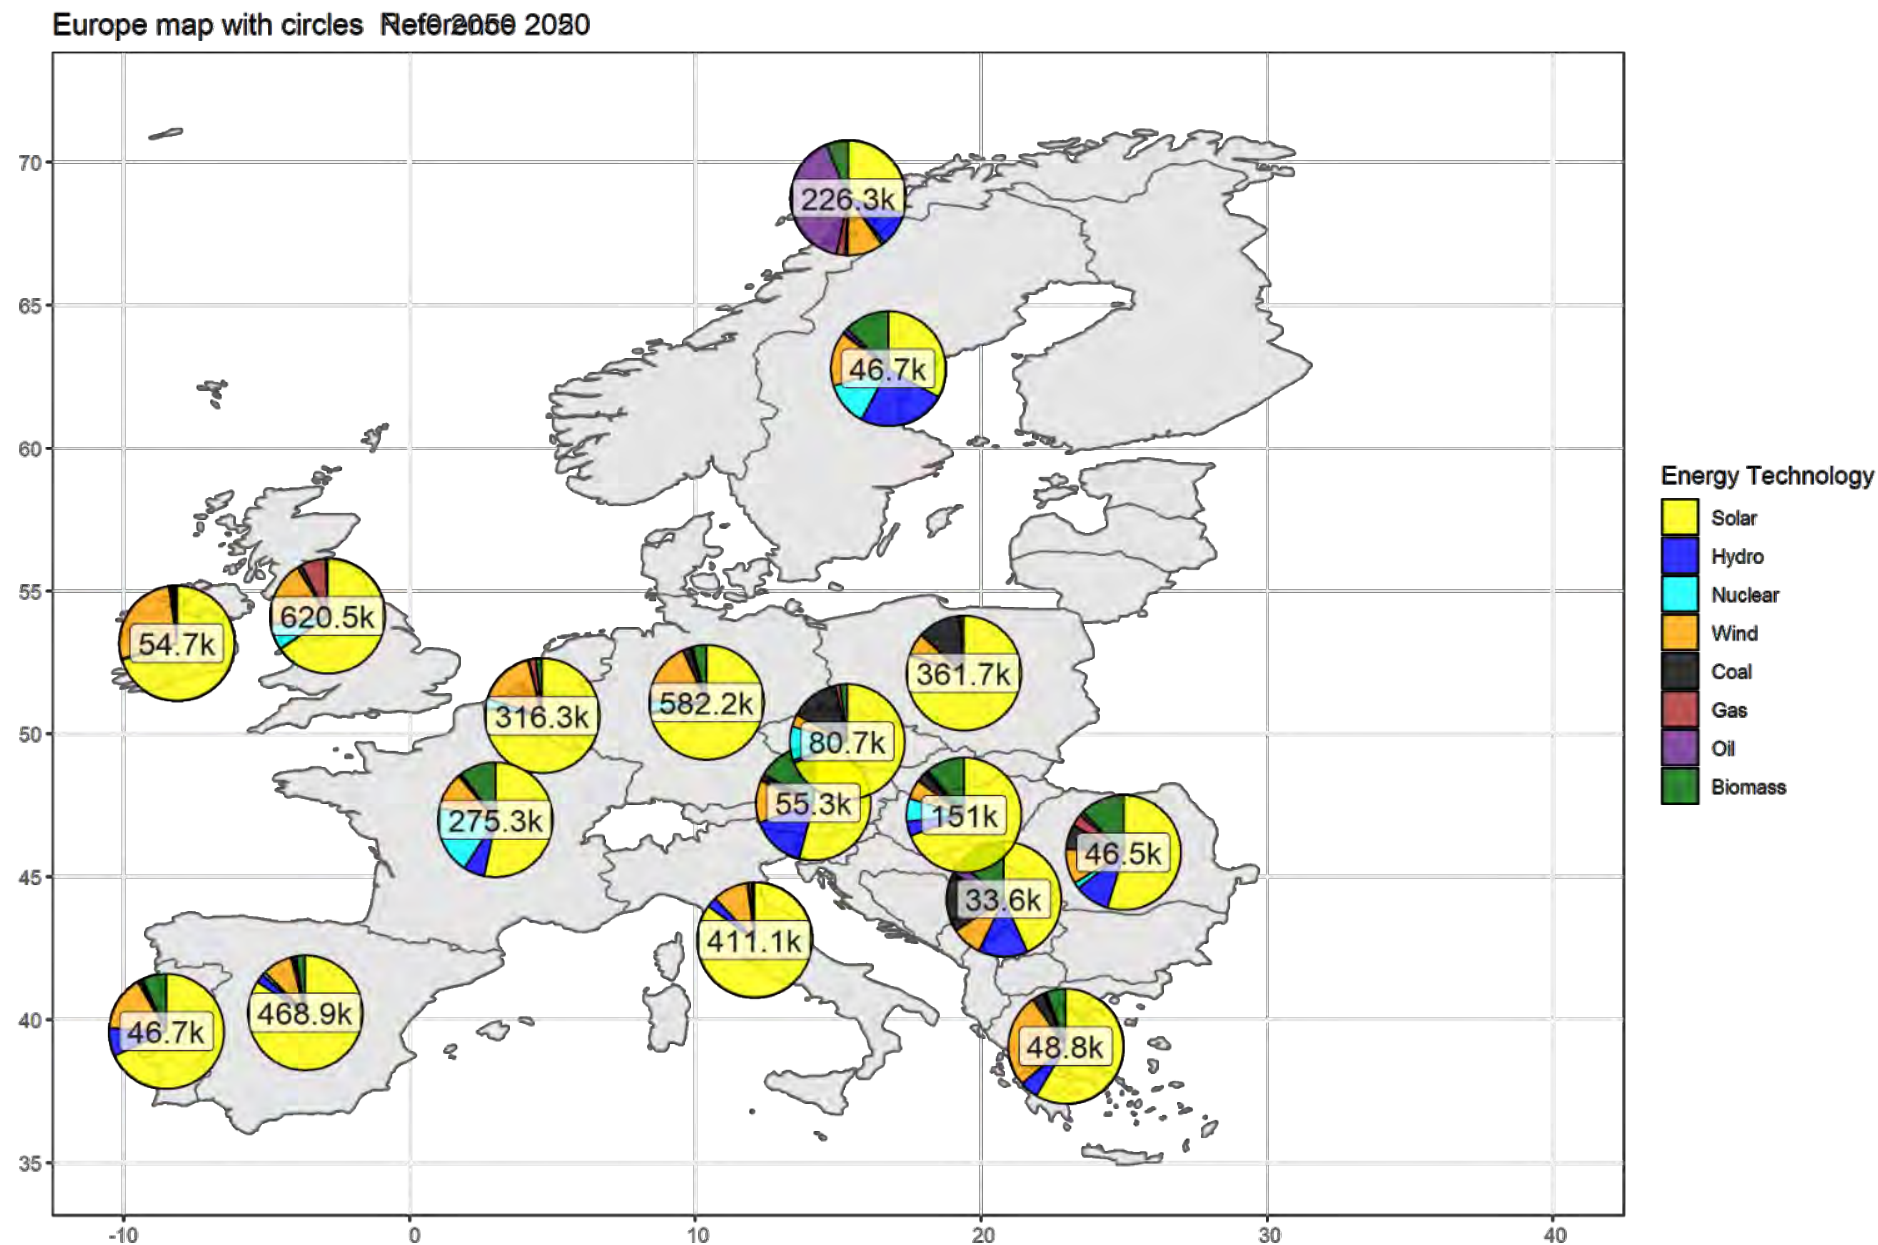 Europe map with circles
70
65
60
55
50
45
40
35
-10
0
10
20
30
40
226.3k
46.7k
54.7k
620.5k
316.3k
582.2k
361.7k
80.7k
275.3k
55.3k
151k
46.5k
33.6k
411.1k
46.7k
468.9k
48.8k
Energy Technology
Solar
Hydro
Nuclear
Wind
Coal
Gas
Oil
Biomass